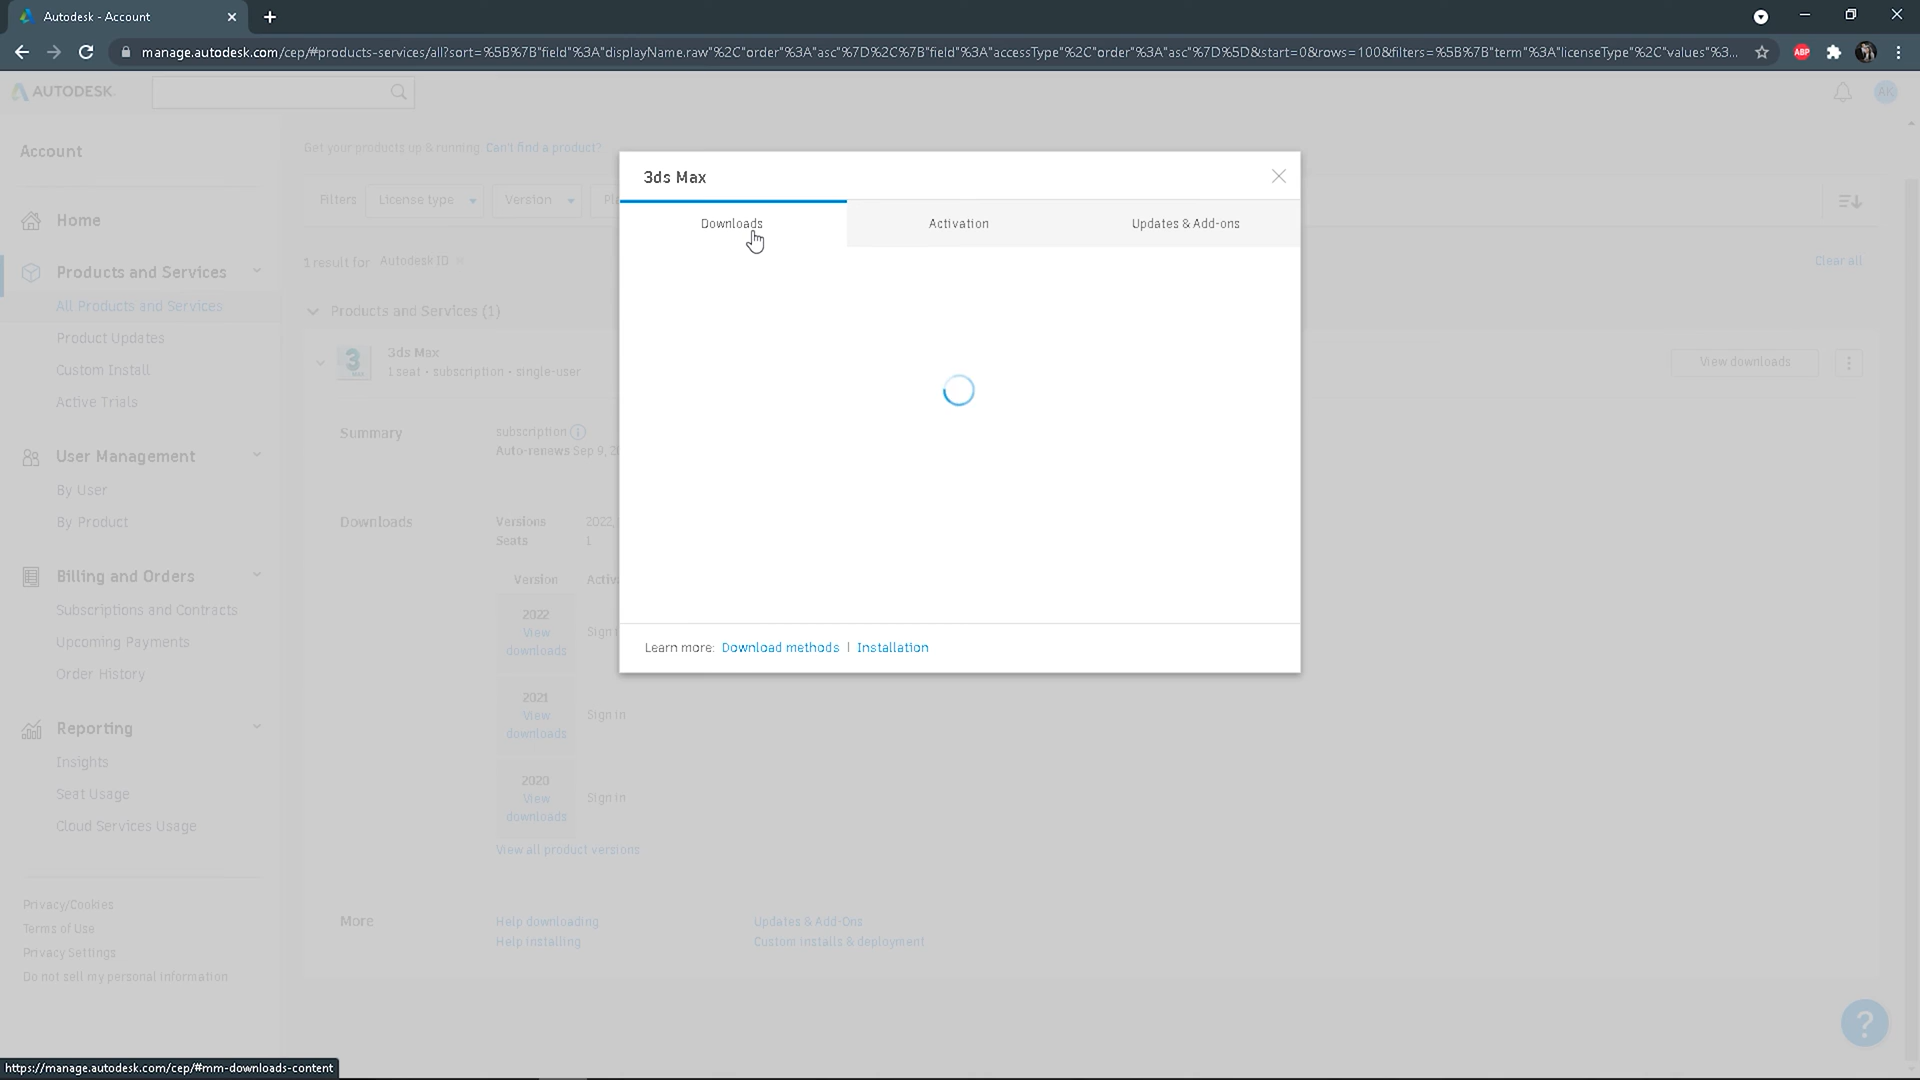 Autodesk - Account
manage.autodesk.com/cep/#products-services/all?sort=%5B%7B"field"%3A"displayName.raw"%2C"order"%3A"asc"%7D%2C%7B"field"%3A"accessType"%2C"order"%3A"asc"%7D%5D&start=0&rows=100&filters=%5B%7B"term"%3A"licenseType"%2C"values"%3...
ABP
AUTODESK
AK
Account
Home
Products and Services
All Products and Services
Product Updates
Custom Install
Active Trials
User Management
By User
By Product
Billing and Orders
Subscriptions and Contracts
Upcoming Payments
Order History
Reporting
Insights
Seat Usage
Cloud Services Usage
Privacy/Cookies
Terms of Use
Privacy Settings
Do not sell my personal information
Get your products up & running. Can't find a product?
Filters License type Version
1 result for Autodesk ID
Clear all
Products and Services (1)
3
3ds Max
1 seat • subscription • single-user
View downloads
Summary
subscription
Auto-renews Sep 9,
Downloads
Versions 2022,
Seats 1
Version
2022
View
downloads
2021
View
downloads
Sign in
2020
View
downloads
Sign in
View all product versions
More
Help downloading
Updates & Add-Ons
Help installing
Custom installs & deployment
3ds Max
Downloads
Activation
Updates & Add-ons
Learn more: Download methods | Installation
?
https://manage.autodesk.com/cep/#mm-downloads-content